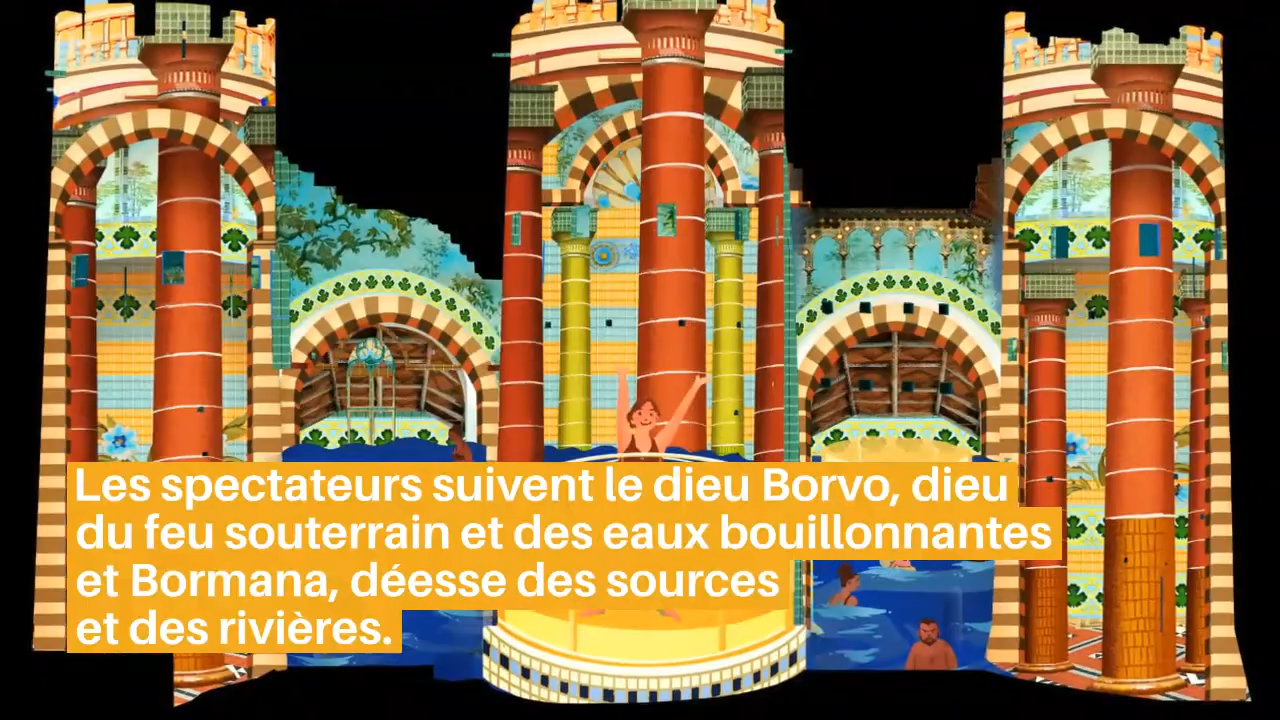 Les spectateurs suivent le dieu Borvo, dieu
du feu souterrain et des eaux bouillonnantes
et Bormana, déesse des sources
et des rivières.